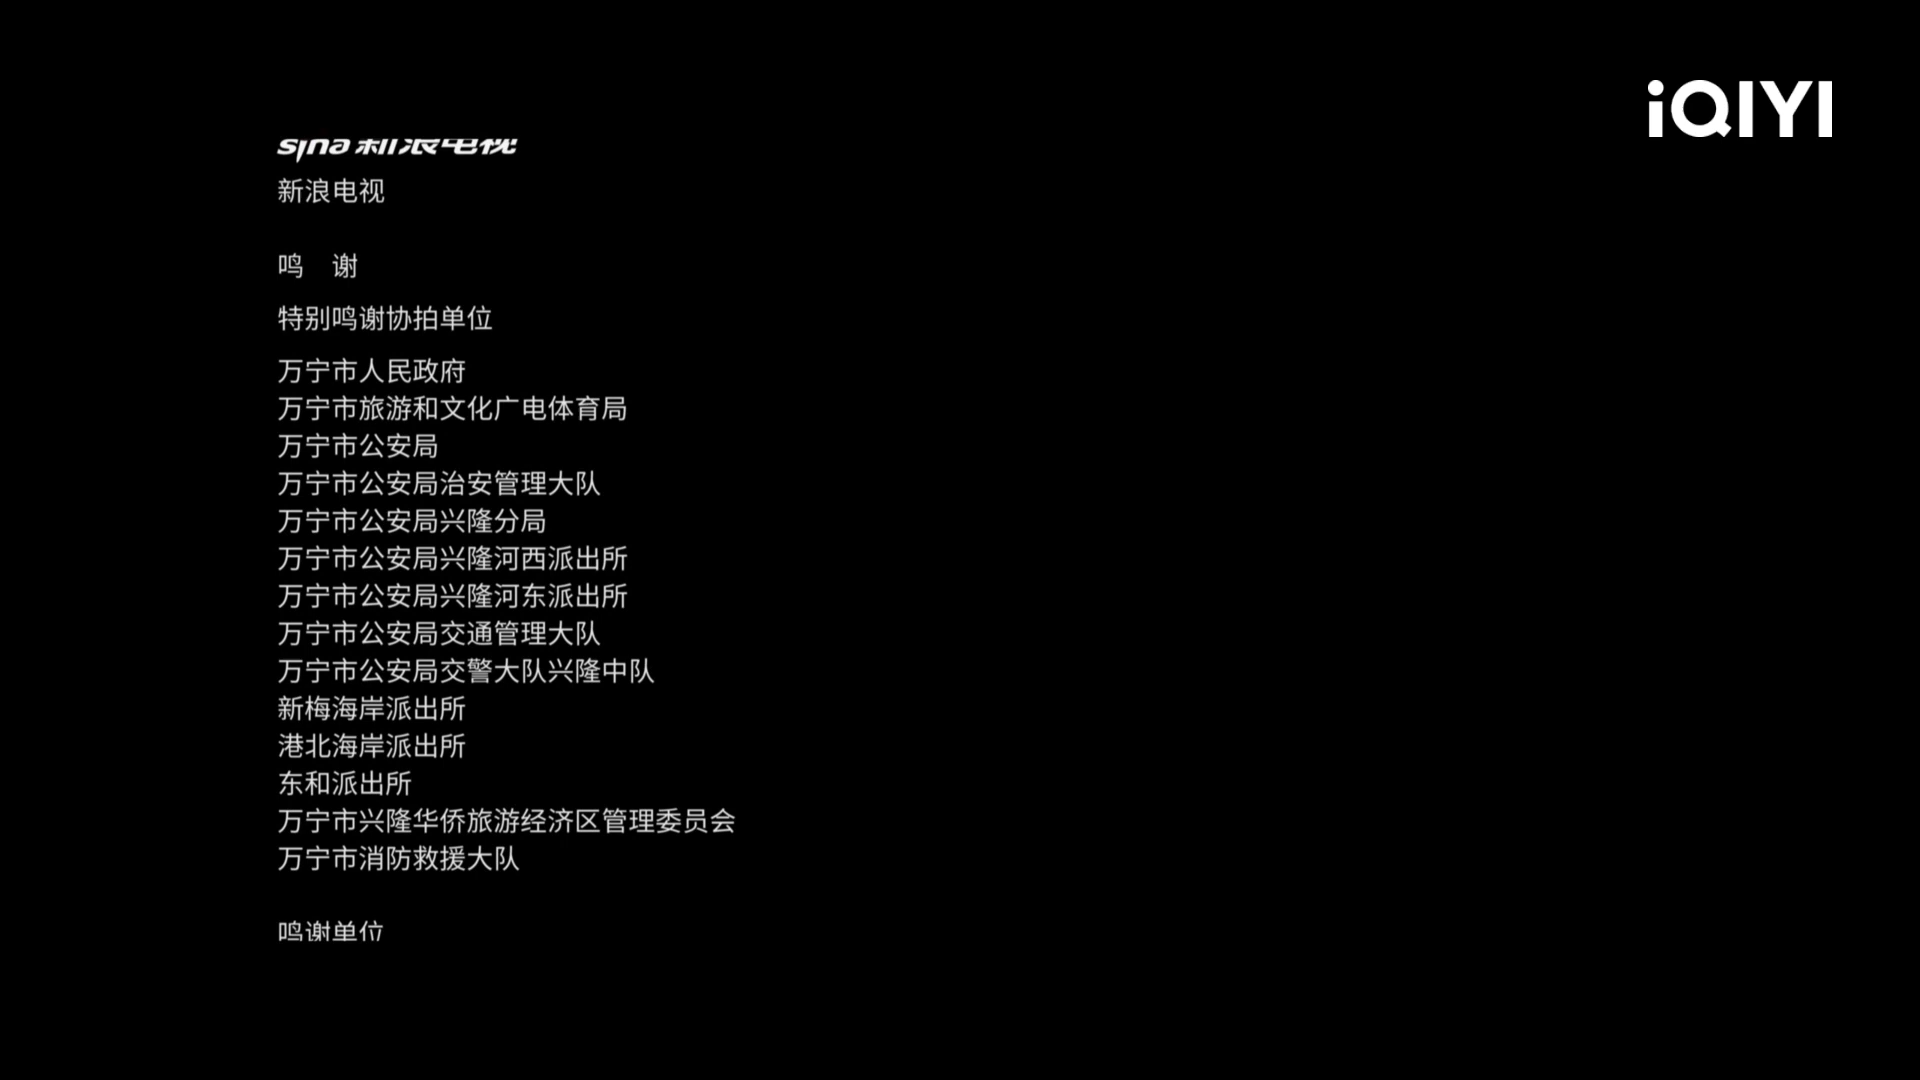 iQIYI
sina 新浪电视
新浪电视
鸣 谢
特别鸣谢协拍单位
万宁市人民政府
万宁市旅游和文化广电体育局
万宁市公安局
万宁市公安局治安管理大队
万宁市公安局兴隆分局
万宁市公安局兴隆河西派出所
万宁市公安局兴隆河东派出所
万宁市公安局交通管理大队
万宁市公安局交警大队兴隆中队
新梅海岸派出所
港北海岸派出所
东和派出所
万宁市兴隆华侨旅游经济区管理委员会
万宁市消防救援大队
鸣谢单位